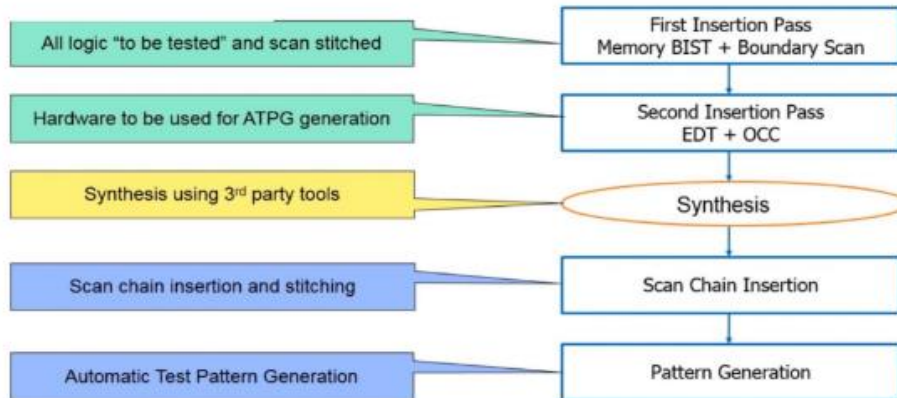 All logic “to be tested” and scan stitched
First Insertion Pass
Memory BIST + Boundary Scan
Hardware to be used for ATPG generation
Second Insertion Pass
EDT + OCC
Synthesis using 3rd party tools
Synthesis
Scan chain insertion and stitching
Scan Chain Insertion
Automatic Test Pattern Generation
Pattern Generation